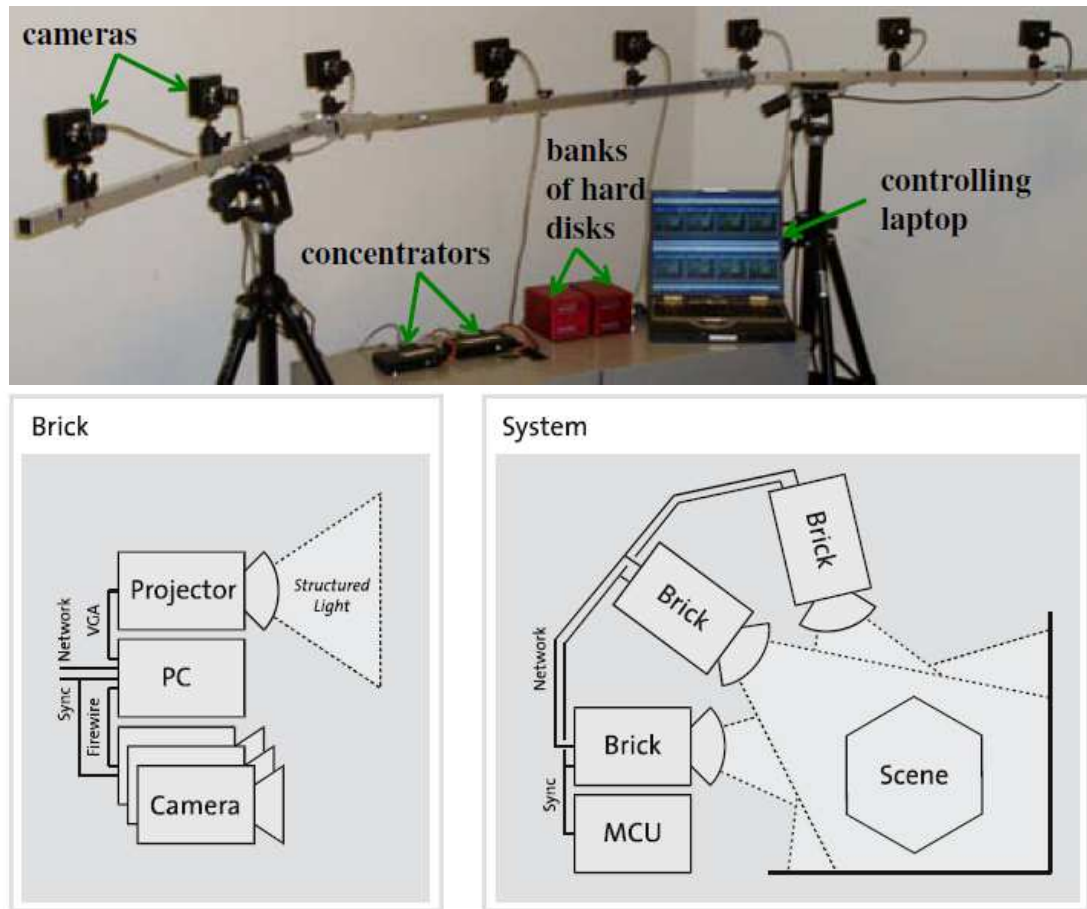 cameras
banks
of hard
disks
controlling
laptop
concentrators
Brick
Projector
Structured
Light
VGA
Network
PC
Sync
Firewire
Camera
System
Brick
Brick
Network
Brick
Scene
Sync
MCU